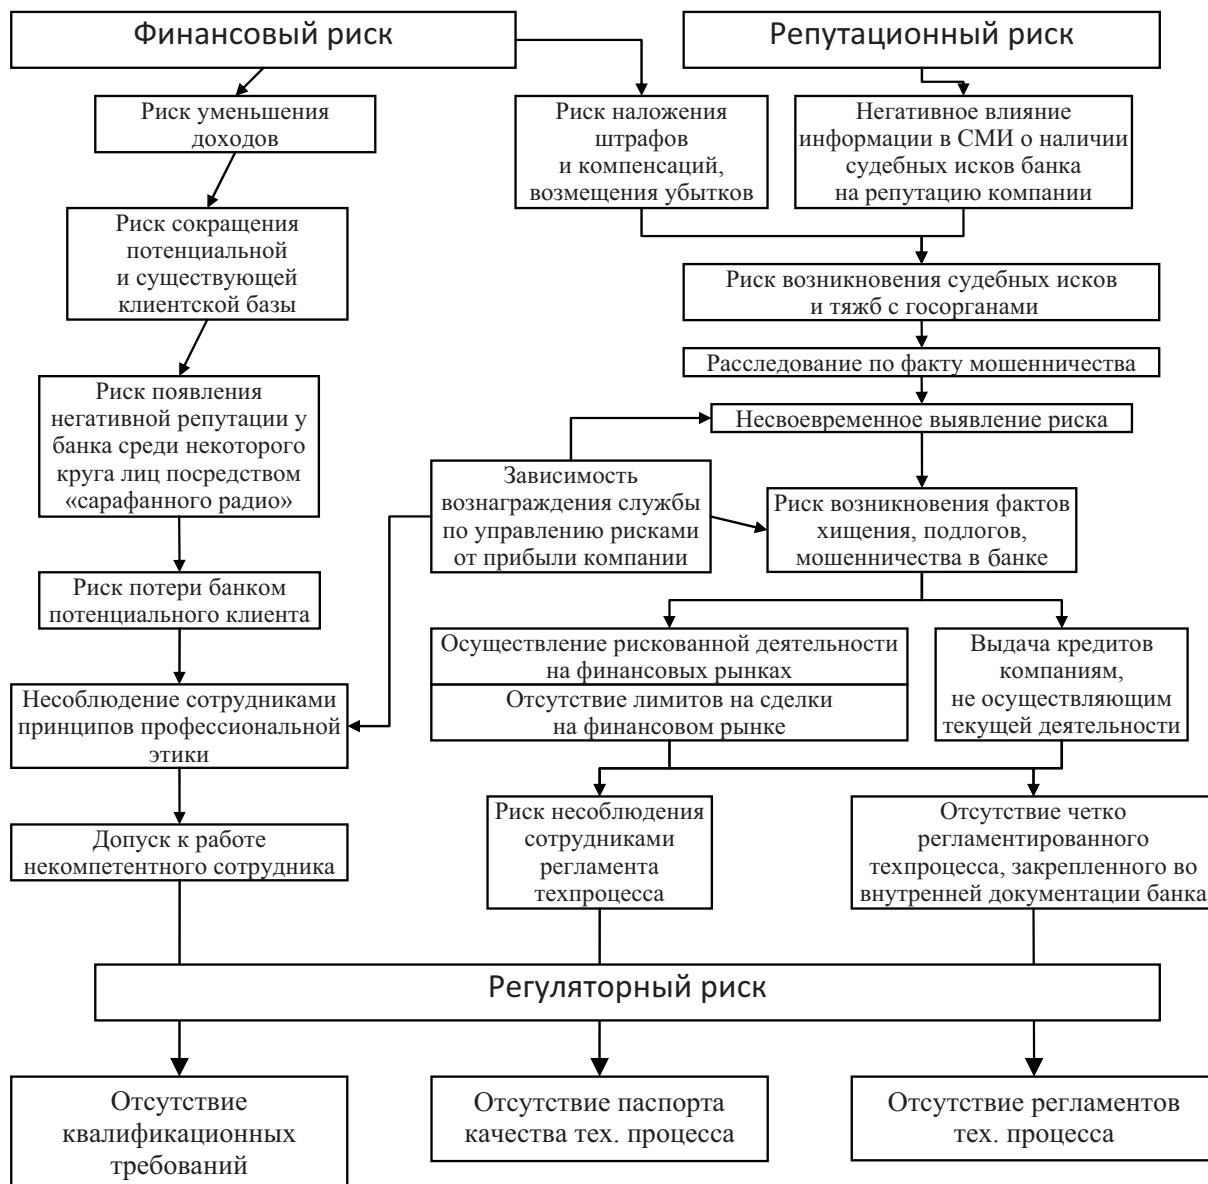 Финансовый риск
Репутационный риск
Риск уменьшения
доходов
Риск наложения
штрафов
и компенсаций,
возмещения убытков
Негативное влияние
информации в СМИ о наличии
судебных исков банка
на репутацию компании
Риск сокращения
потенциальной
и существующей
клиентской базы
Риск возникновения судебных исков
и тяжб с госорганами
Расследование по факту мошенничества
Риск появления
негативной репутации у
банка среди некоторого
круга лиц посредством
«сарафанного радио»
Несвоевременное выявление риска
Зависимость
вознаграждения службы
по управлению рисками
от прибыли компании
Риск возникновения фактов
хищения, подлогов,
мошенничества в банке
Риск потери банком
потенциального клиента
Осуществление рискованной деятельности
на финансовых рынках
Отсутствие лимитов на сделки
на финансовом рынке
Выдача кредитов
компаниям,
не осуществляющим
текущей деятельности
Несоблюдение сотрудниками
принципов профессиональной
этики
Допуск к работе
некомпетентного сотрудника
Риск несоблюдения
сотрудниками
регламента
техпроцесса
Отсутствие четко
регламентированного
техпроцесса, закрепленного во
внутренней документации банка
Регуляторный риск
Отсутствие
квалификационных
требований
Отсутствие паспорта
качества тех. процесса
Отсутствие регламентов
тех. процесса